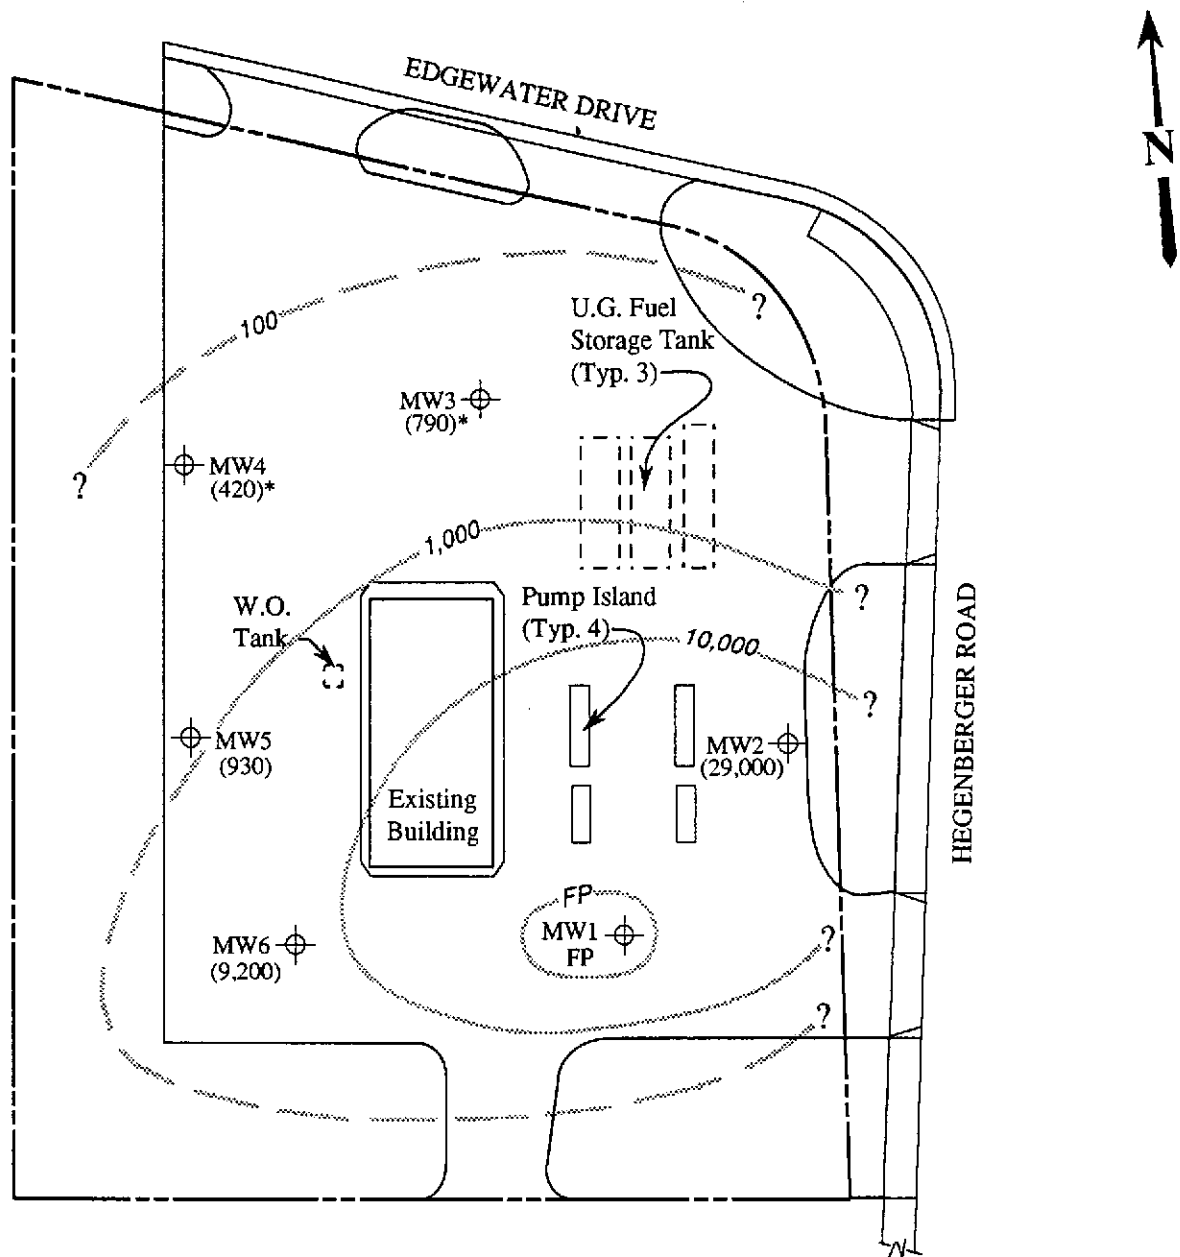 EDGEWATER DRIVE
N
?
100
U.G. Fuel
Storage Tank
(Typ. 3)
MW3
(790)*
MW4
(420)*
?
1,000
W.O.
Tank
Pump Island
(Typ. 4)
?
10,000
?
HEGENBERGER ROAD
MW5
(930)
MW2
(29,000)
Existing
Building
FP
MW1
FP
?
MW6
(9,200)
?